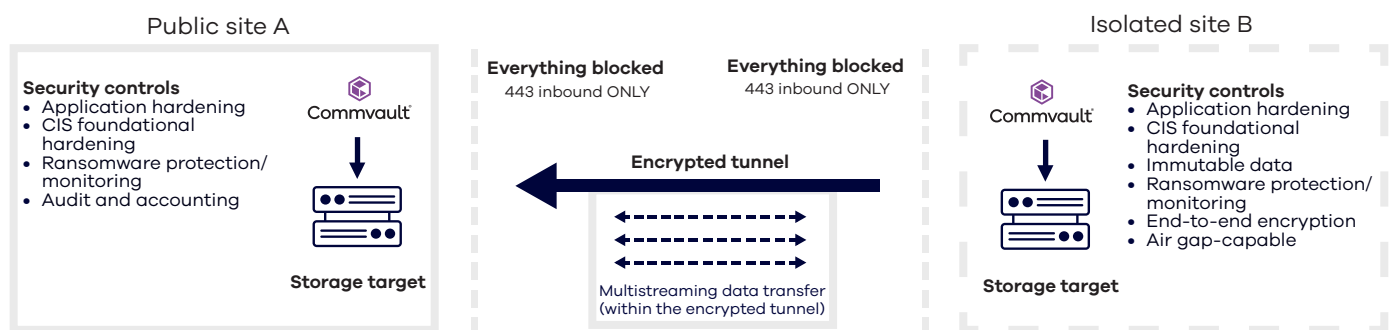 Public site A
Security controls
• Application hardening
• CIS foundational
hardening
• Ransomware protection/
monitoring
• Audit and accounting
Commvault®
Storage target
Everything blocked
443 inbound ONLY
Everything blocked
443 inbound ONLY
Encrypted tunnel
Multistreaming data transfer
(within the encrypted tunnel)
Isolated site B
Commvault®
Storage target
Security controls
• Application hardening
• CIS foundational
hardening
• Immutable data
• Ransomware protection/
monitoring
• End-to-end encryption
• Air gap-capable